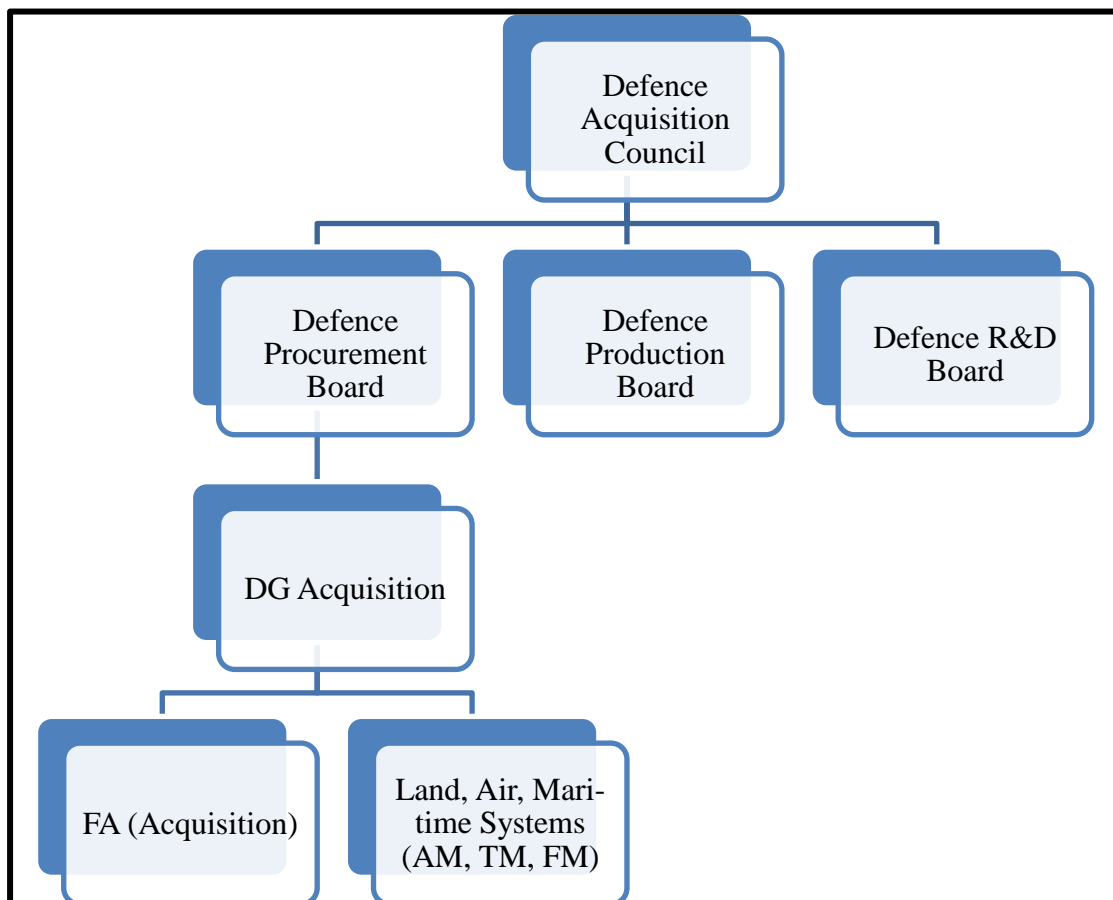 Defence
Acquisition
Council
Defence
Procurement
Board
Defence
Production
Board
Defence R&D
Board
DG Acquisition
FA (Acquisition)
Land, Air, Mari-
time Systems
(AM, TM, FM)